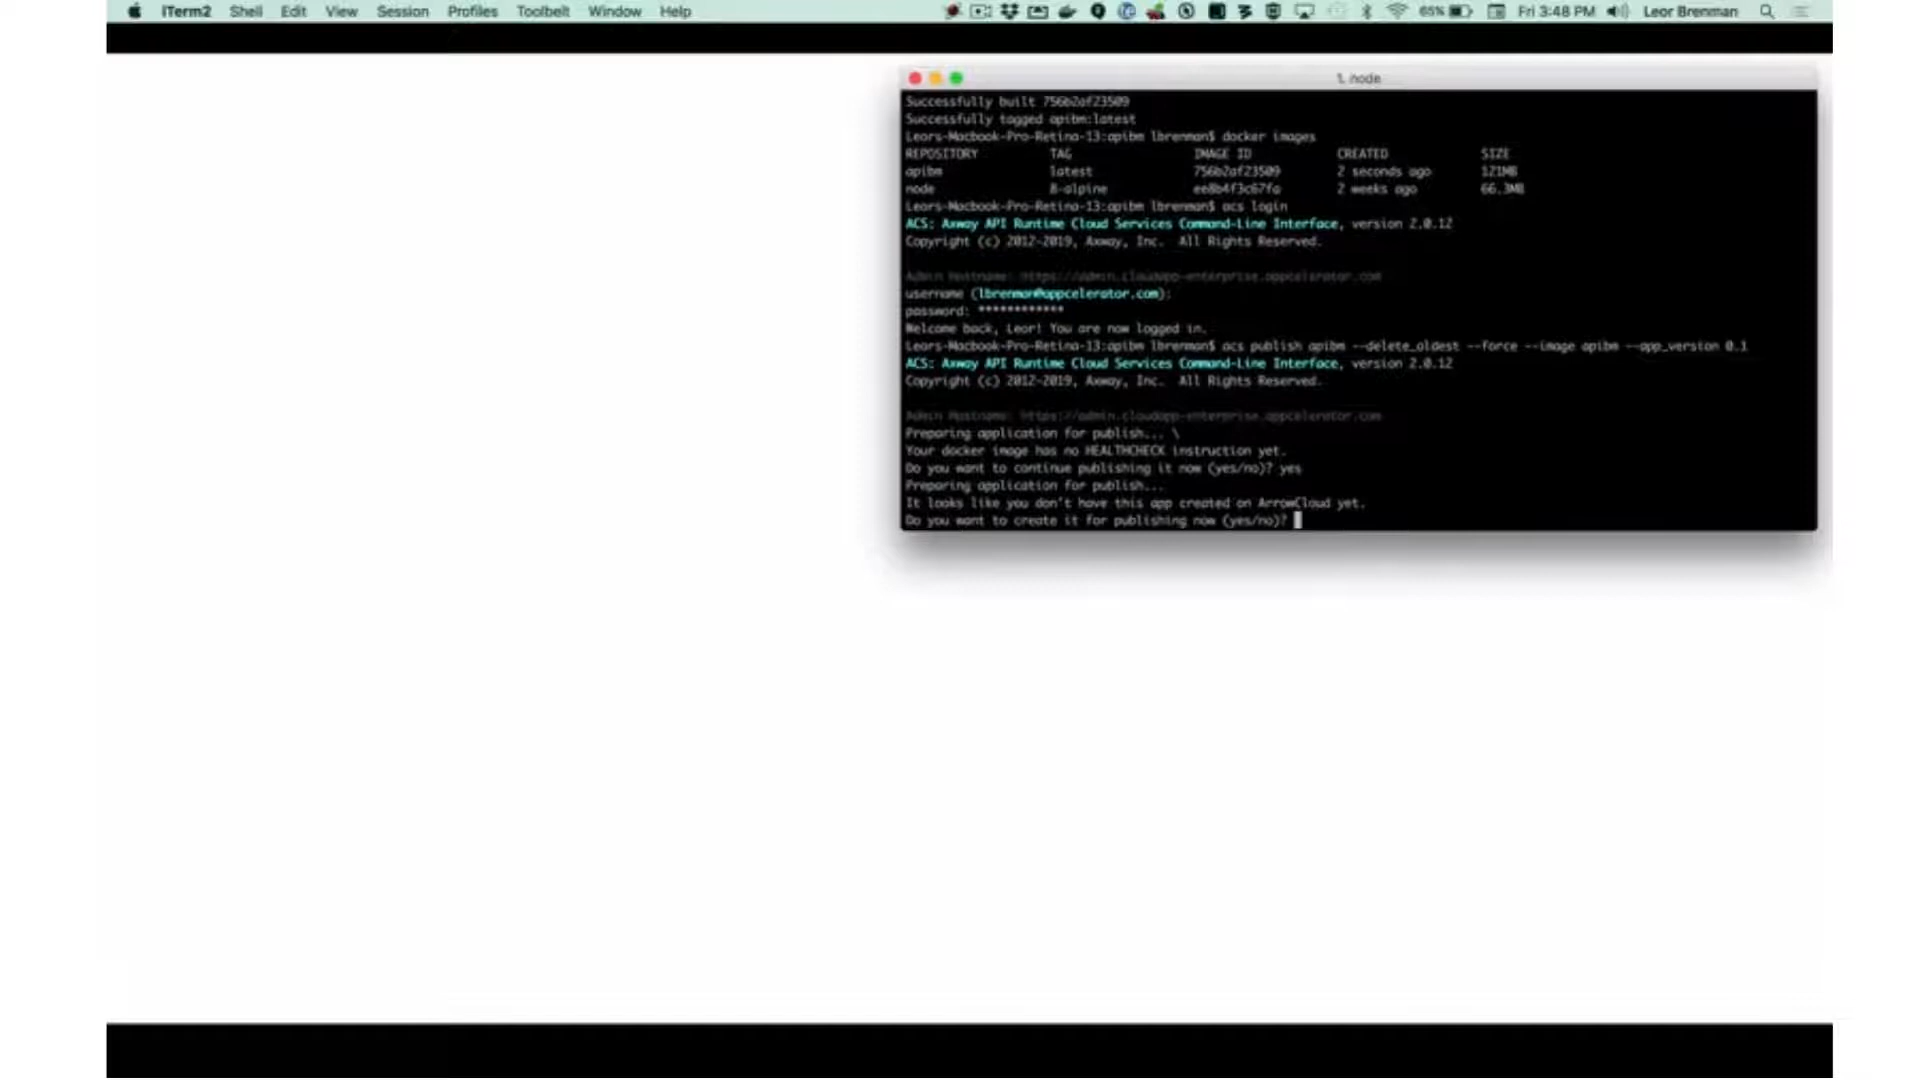 iTerm2 Shell Edit View Session Profiles Toolbelt Window Help 65% Fri 3:48 PM Leor Brenman
1. node
Successfully built 756b2af23509
Successfully tagged apibm:latest
Leors-Macbook-Pro-Retina-13:apibm lbrenman$ docker images
REPOSITORY TAG IMAGE ID CREATED SIZE
apibm latest 756b2af23509 2 seconds ago 121MB
node 8-alpine ee8b4f3c67fa 2 weeks ago 66.3MB
Leors-Macbook-Pro-Retina-13:apibm lbrenman$ acs login
ACS: Axway API Runtime Cloud Services Command-Line Interface, version 2.0.12
Copyright (c) 2012-2019, Axway, Inc. All Rights Reserved.
Admin Hostname: https://admin.cloudapp-enterprise.appcelerator.com
username (lbrenman@appcelerator.com):
password: ************
Welcome back, Leor! You are now logged in.
Leors-Macbook-Pro-Retina-13:apibm lbrenman$ acs publish apibm --delete_oldest --force --image apibm --app_version 0.1
ACS: Axway API Runtime Cloud Services Command-Line Interface, version 2.0.12
Copyright (c) 2012-2019, Axway, Inc. All Rights Reserved.
Admin Hostname: https://admin.cloudapp-enterprise.appcelerator.com
Preparing application for publish... \
Your docker image has no HEALTHCHECK instruction yet.
Do you want to continue publishing it now (yes/no)? yes
Preparing application for publish...
It looks like you don't have this app created on ArrowCloud yet.
Do you want to create it for publishing now (yes/no)?